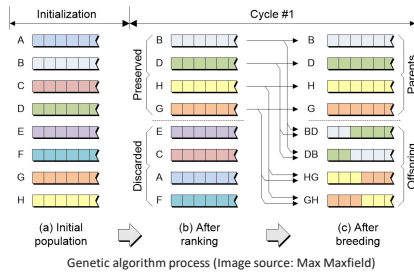 Initialization
Cycle #1
A
B
C
D
E
F
G
H
Preserved
Discarded
B
D
H
G
E
C
A
F
B
D
H
G
BD
DB
HG
GH
Parents
Offspring
(a) Initial
population
(b) After
ranking
(c) After
breeding
Genetic algorithm process (Image source: Max Maxfield)